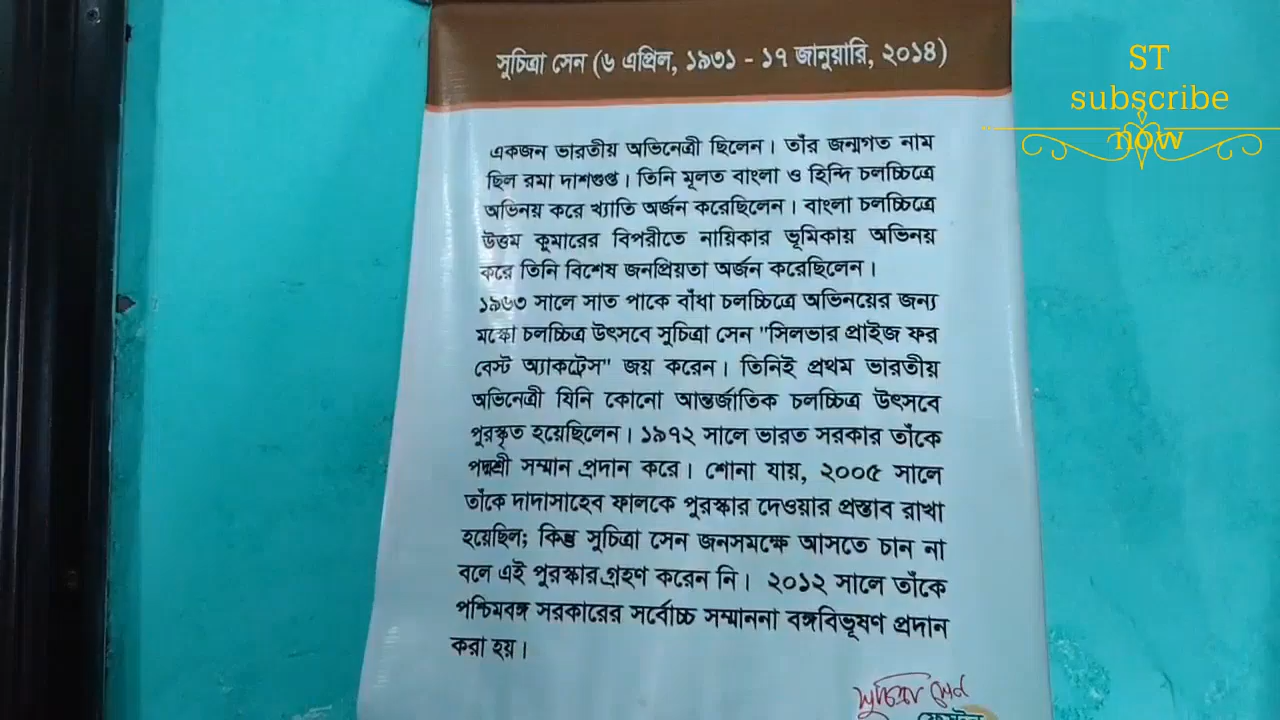 সুচিত্রা সেন (৬ এপ্রিল, ১৯৩১ - ১৭ জানুয়ারি, ২০১৪)
একজন ভারতীয় অভিনেত্রী ছিলেন। তাঁর জন্মগত নাম
ছিল রমা দাশগুপ্ত। তিনি মূলত বাংলা ও হিন্দি চলচ্চিত্রে
অভিনয় করে খ্যাতি অর্জন করেছিলেন। বাংলা চলচ্চিত্রে
উত্তম কুমারের বিপরীতে নায়িকার ভূমিকায় অভিনয়
করে তিনি বিশেষ জনপ্রিয়তা অর্জন করেছিলেন।
১৯৬৩ সালে সাত পাকে বাঁধা চলচ্চিত্রে অভিনয়ের জন্য
মস্কো চলচ্চিত্র উৎসবে সুচিত্রা সেন "সিলভার প্রাইজ ফর
বেস্ট অ্যাকট্রেস" জয় করেন। তিনিই প্রথম ভারতীয়
অভিনেত্রী যিনি কোনো আন্তর্জাতিক চলচ্চিত্র উৎসবে
পুরস্কৃত হয়েছিলেন। ১৯৭২ সালে ভারত সরকার তাঁকে
পদ্মশ্রী সম্মান প্রদান করে। শোনা যায়, ২০০৫ সালে
তাঁকে দাদাসাহেব ফালকে পুরস্কার দেওয়ার প্রস্তাব রাখা
হয়েছিল; কিন্তু সুচিত্রা সেন জনসমক্ষে আসতে চান না
বলে এই পুরস্কার গ্রহণ করেন নি। ২০১২ সালে তাঁকে
পশ্চিমবঙ্গ সরকারের সর্বোচ্চ সম্মাননা বঙ্গবিভূষণ প্রদান
করা হয়।
সুচিত্রা সেন
ST
subscribe
now